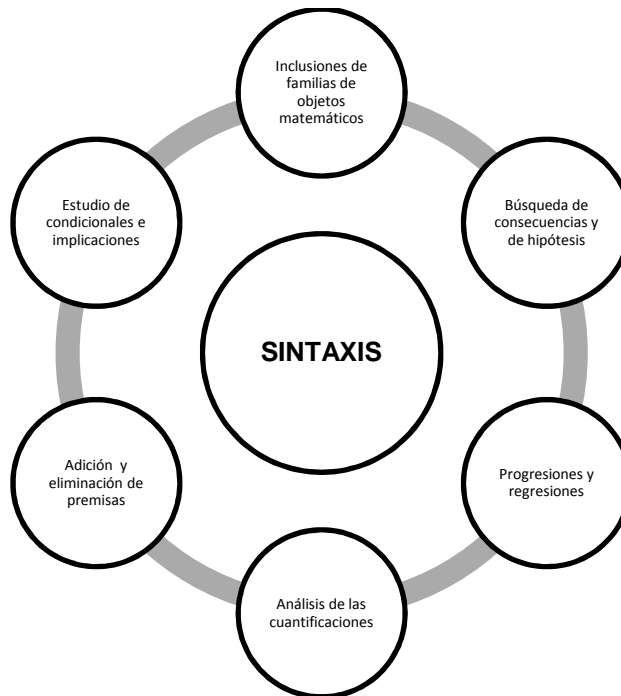 Inclusiones de
familias de
objetos
matemáticos
Búsqueda de
consecuencias y
de hipótesis
Progresiones y
regresiones
Análisis de las
cuantificaciones
Adición y
eliminación de
premisas
Estudio de
condicionales e
implicaciones
SINTAXIS